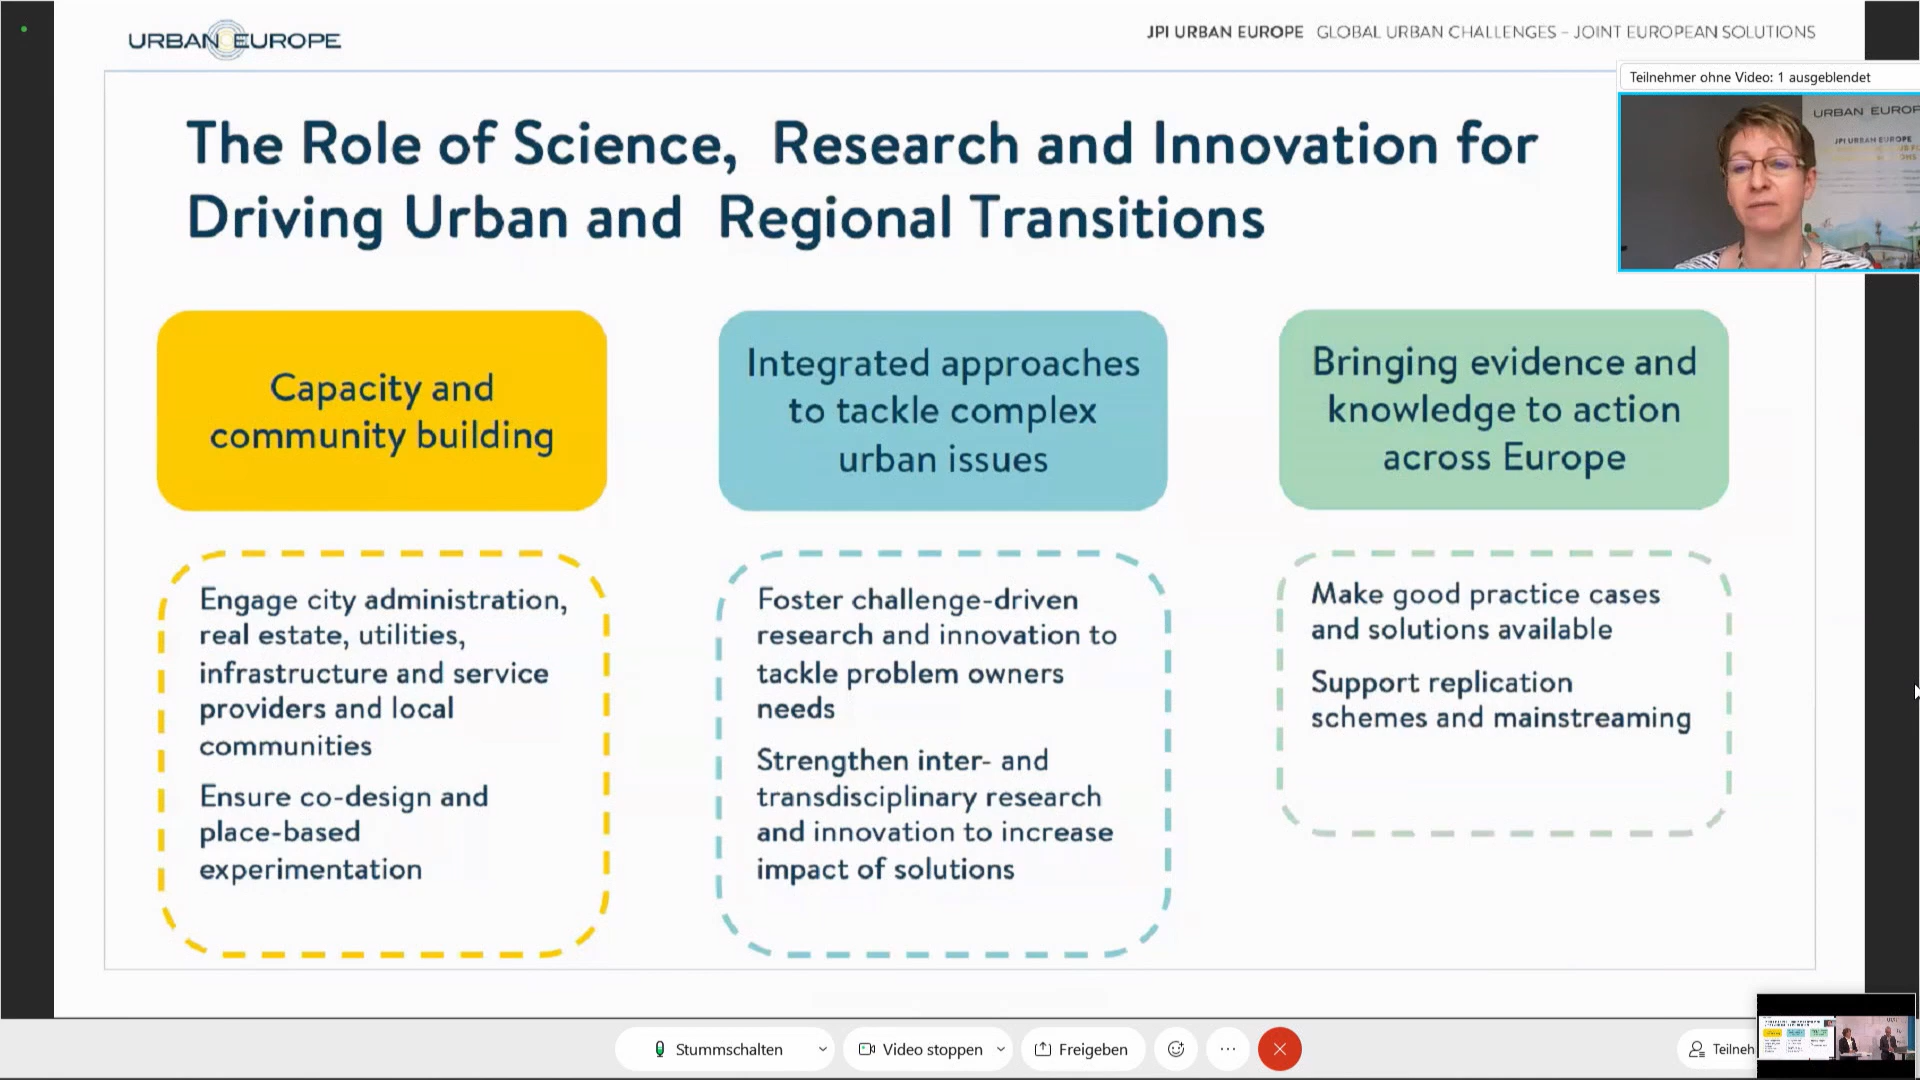 URBAN EUROPE
JPI URBAN EUROPE GLOBAL URBAN CHALLENGES – JOINT EUROPEAN SOLUTIONS
Teilnehmer ohne Video: 1 ausgeblendet
URBAN EUROP
JPI URBAN EUROPE
The Role of Science, Research and Innovation for
Driving Urban and Regional Transitions
Capacity and
community building
Engage city administration,
real estate, utilities,
infrastructure and service
providers and local
communities
Ensure co-design and
place-based
experimentation
Integrated approaches
to tackle complex
urban issues
Foster challenge-driven
research and innovation to
tackle problem owners
needs
Strengthen inter- and
transdisciplinary research
and innovation to increase
impact of solutions
Bringing evidence and
knowledge to action
across Europe
Make good practice cases
and solutions available
Support replication
schemes and mainstreaming
Stummschalten
Video stoppen
Freigeben
Teilneh